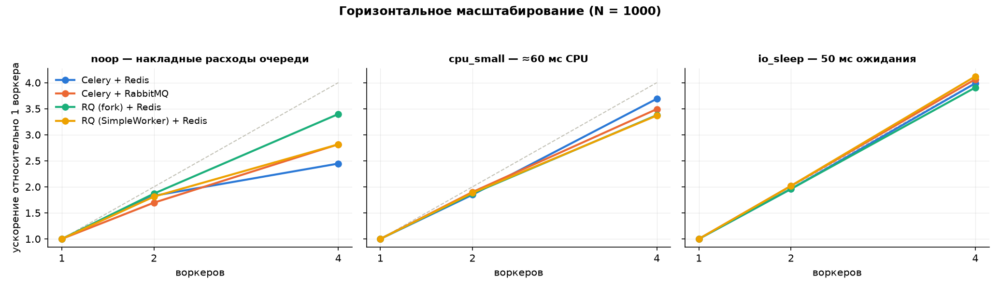 Горизонтальное масштабирование (N = 1000)
noop — накладные расходы очереди
cpu_small — ≈60 мс CPU
io_sleep — 50 мс ожидания
ускорение относительно 1 воркера
Celery + Redis
Celery + RabbitMQ
RQ (fork) + Redis
RQ (SimpleWorker) + Redis
4.0
3.5
3.0
2.5
2.0
1.5
1.0
1 2 4
1 2 4
1 2 4
воркеров
воркеров
воркеров